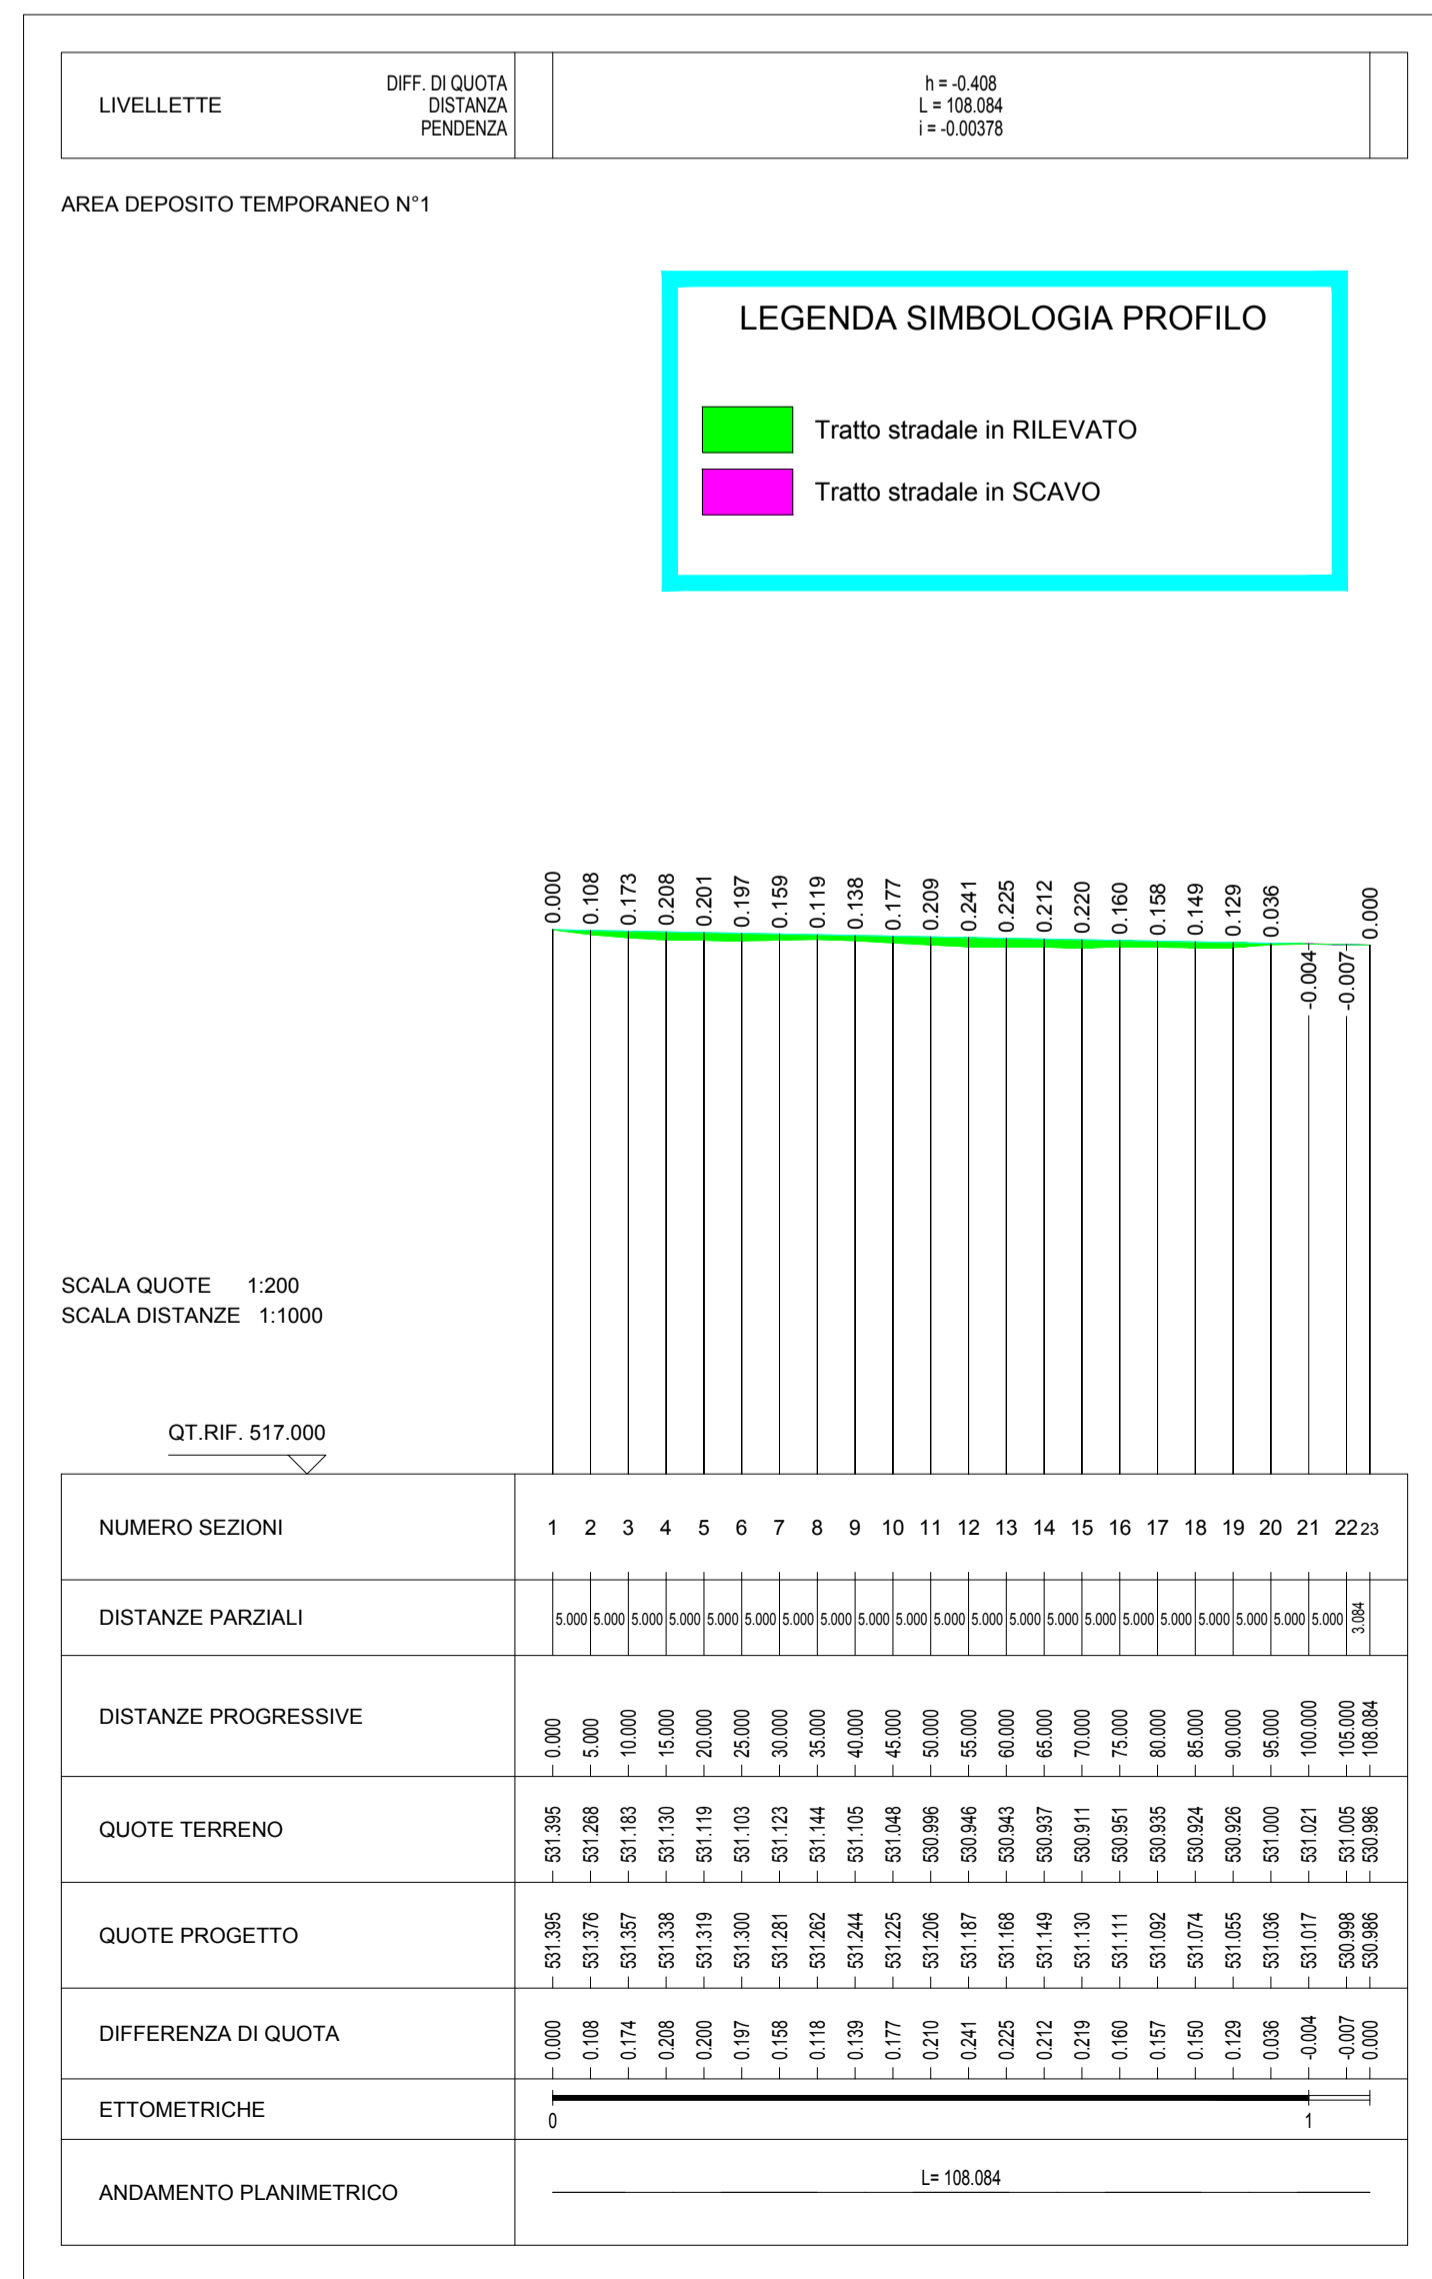 LIVELLETTE
DIFF. DI QUOTA
DISTANZA
PENDENZA
h = -0.408
L = 108.084
i = -0.00378
AREA DEPOSITO TEMPORANEO N°1
LEGENDA SIMBOLOGIA PROFILO
Tratto stradale in RILEVATO
Tratto stradale in SCAVO
0.000 0.108 0.173 0.208 0.201 0.197 0.159 0.119 0.138 0.177 0.209 0.241 0.225 0.212 0.220 0.160 0.158 0.149 0.129 0.036 -0.004 -0.007 0.000
SCALA QUOTE 1:200
SCALA DISTANZE 1:1000
QT.RIF. 517.000
NUMERO SEZIONI 1 2 3 4 5 6 7 8 9 10 11 12 13 14 15 16 17 18 19 20 21 22 23
DISTANZE PARZIALI 5.000 5.000 5.000 5.000 5.000 5.000 5.000 5.000 5.000 5.000 5.000 5.000 5.000 5.000 5.000 5.000 5.000 5.000 5.000 5.000 5.000 3.084
DISTANZE PROGRESSIVE 0.000 5.000 10.000 15.000 20.000 25.000 30.000 35.000 40.000 45.000 50.000 55.000 60.000 65.000 70.000 75.000 80.000 85.000 90.000 95.000 100.000 105.000 108.084
QUOTE TERRENO 531.395 531.268 531.183 531.130 531.119 531.103 531.123 531.144 531.105 531.048 530.996 530.946 530.943 530.937 530.911 530.951 530.935 530.924 530.926 531.000 531.021 531.005 530.986
QUOTE PROGETTO 531.395 531.376 531.357 531.338 531.319 531.300 531.281 531.262 531.244 531.225 531.206 531.187 531.168 531.149 531.130 531.111 531.092 531.074 531.055 531.036 531.017 530.998 530.986
DIFFERENZA DI QUOTA 0.000 0.108 0.174 0.208 0.200 0.197 0.158 0.118 0.139 0.177 0.210 0.241 0.225 0.212 0.219 0.160 0.157 0.150 0.129 0.036 -0.004 -0.007 0.000
ETTOMETRICHE 0 1
ANDAMENTO PLANIMETRICO L= 108.084